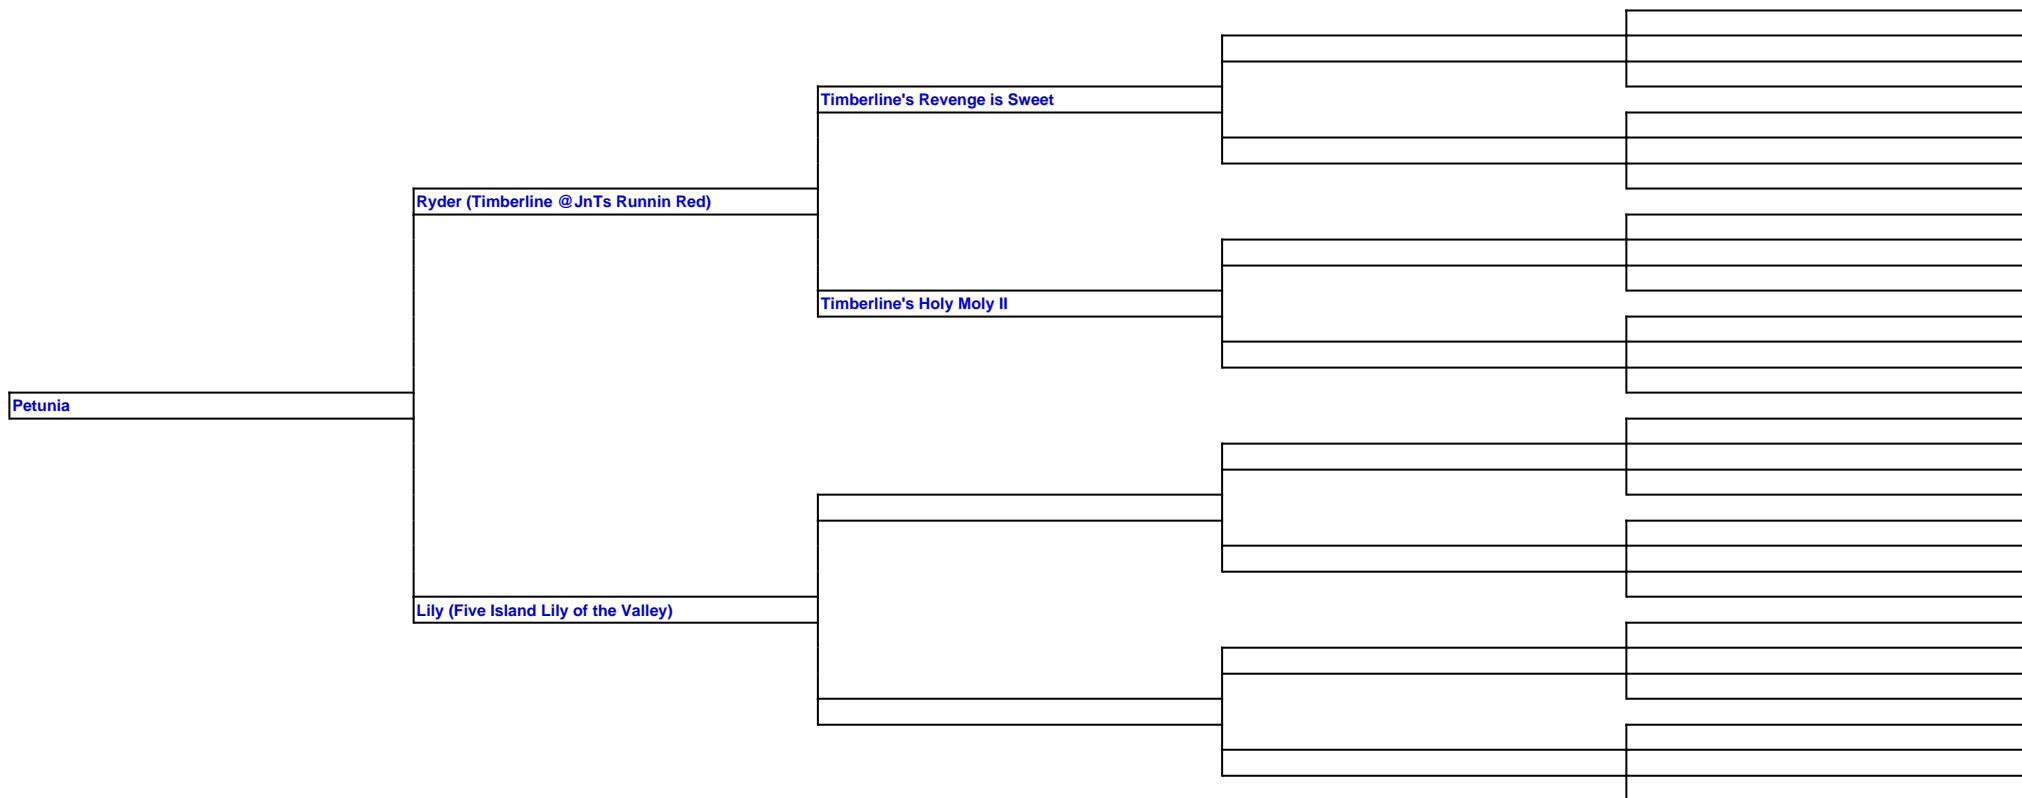 Timberline's Revenge is Sweet
Ryder (Timberline @JnTs Runnin Red)
Timberline's Holy Moly II
Petunia
Lily (Five Island Lily of the Valley)